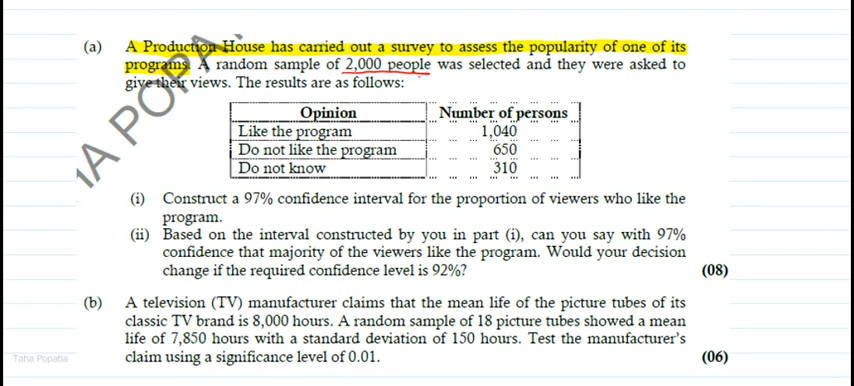 (a) A Production House has carried out a survey to assess the popularity of one of its
programs. A random sample of 2,000 people was selected and they were asked to
give their views. The results are as follows:
Opinion Number of persons
Like the program 1,040
Do not like the program 650
Do not know 310
(i) Construct a 97% confidence interval for the proportion of viewers who like the
program.
(ii) Based on the interval constructed by you in part (i), can you say with 97%
confidence that majority of the viewers like the program. Would your decision
change if the required confidence level is 92%? (08)
(b) A television (TV) manufacturer claims that the mean life of the picture tubes of its
classic TV brand is 8,000 hours. A random sample of 18 picture tubes showed a mean
life of 7,850 hours with a standard deviation of 150 hours. Test the manufacturer's
Taha Popatia
claim using a significance level of 0.01. (06)